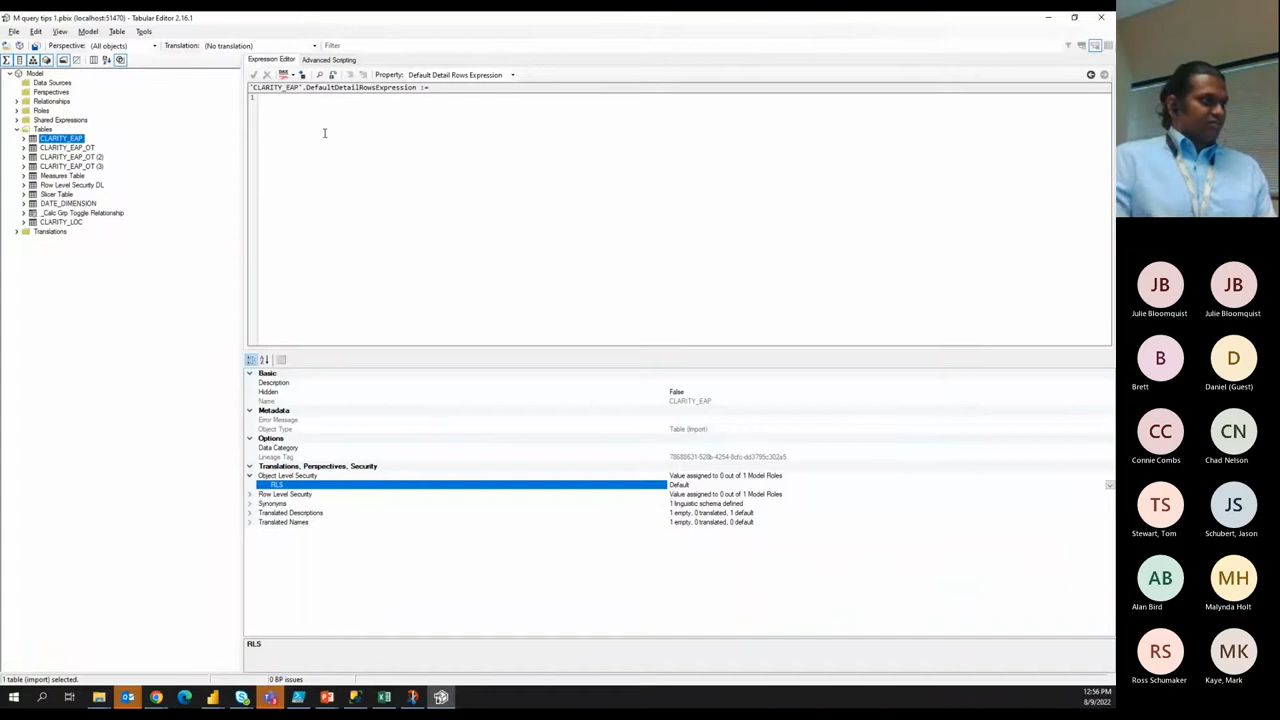 M query tips 1.pbix (localhost:51470) - Tabular Editor 2.16.1
File Edit View Model Table Tools
Perspective: (All objects) Translation: (No translation) Filter
Expression Editor Advanced Scripting
Property: Default Detail Rows Expression
'CLARITY_EAP'.DefaultDetailRowsExpression :=
1
Model
Data Sources
Perspectives
Relationships
Roles
Shared Expressions
Tables
CLARITY_EAP
CLARITY_EAP_OT
CLARITY_EAP_OT (2)
CLARITY_EAP_OT (3)
Measures Table
Row Level Security DL
Slicer Table
DATE_DIMENSION
_Calc Grp Toggle Relationship
CLARITY_LOC
Translations
Basic
Description
Hidden False
Name CLARITY_EAP
Metadata
Error Message
Object Type Table (Import)
Options
Data Category
Lineage Tag 78688631-528b-4254-8cfc-dd3795c302a5
Translations, Perspectives, Security
Object Level Security Value assigned to 0 out of 1 Model Roles
RLS Default
Row Level Security Value assigned to 0 out of 1 Model Roles
Synonyms 1 linguistic schema defined
Translated Descriptions 1 empty, 0 translated, 1 default
Translated Names 1 empty, 0 translated, 0 default
RLS
1 table (import) selected. 0 BP issues
12:56 PM
8/9/2022
JB JB
Julie Bloomquist Julie Bloomquist
B D
Brett Daniel (Guest)
CC CN
Connie Combs Chad Nelson
TS JS
Stewart, Tom Schubert, Jason
AB MH
Alan Bird Malynda Holt
RS MK
Ross Schumaker Kaye, Mark